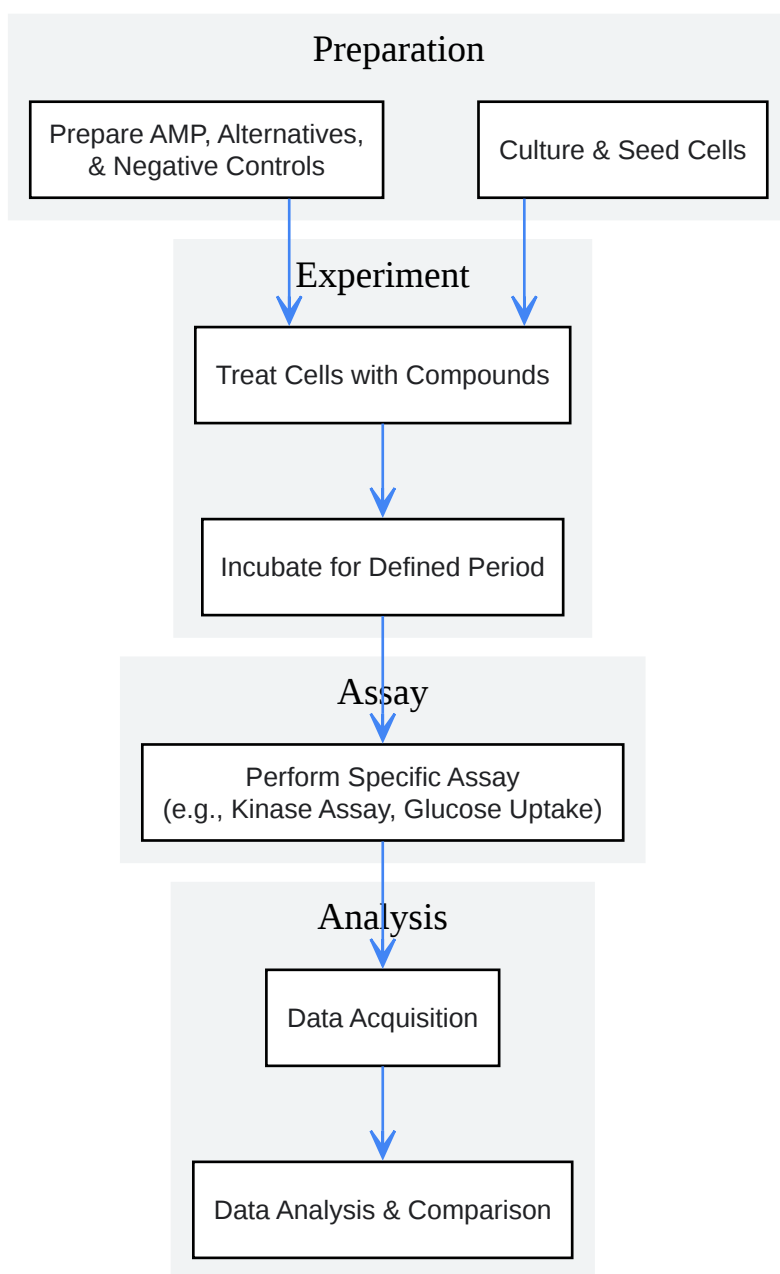 Preparation
Prepare AMP, Alternatives,
& Negative Controls
Culture & Seed Cells
Experiment
Treat Cells with Compounds
Incubate for Defined Period
Assay
Perform Specific Assay
(e.g., Kinase Assay, Glucose Uptake)
Analysis
Data Acquisition
Data Analysis & Comparison